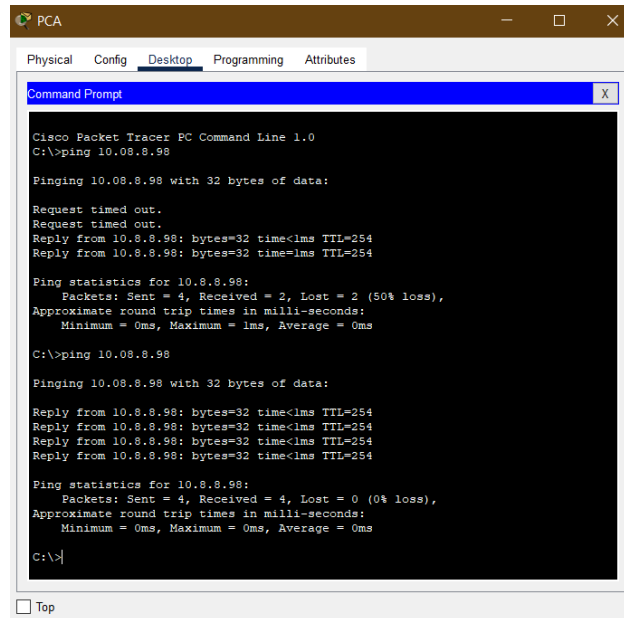 PCA
Physical Config Desktop Programming Attributes
Command Prompt X
Cisco Packet Tracer PC Command Line 1.0
C:\>ping 10.08.8.98
Pinging 10.08.8.98 with 32 bytes of data:
Request timed out.
Request timed out.
Reply from 10.8.8.98: bytes=32 time<1ms TTL=254
Reply from 10.8.8.98: bytes=32 time=1ms TTL=254
Ping statistics for 10.8.8.98:
Packets: Sent = 4, Received = 2, Lost = 2 (50% loss),
Approximate round trip times in milli-seconds:
Minimum = 0ms, Maximum = 1ms, Average = 0ms
C:\>ping 10.08.8.98
Pinging 10.08.8.98 with 32 bytes of data:
Reply from 10.8.8.98: bytes=32 time<1ms TTL=254
Reply from 10.8.8.98: bytes=32 time<1ms TTL=254
Reply from 10.8.8.98: bytes=32 time<1ms TTL=254
Reply from 10.8.8.98: bytes=32 time<1ms TTL=254
Ping statistics for 10.8.8.98:
Packets: Sent = 4, Received = 4, Lost = 0 (0% loss),
Approximate round trip times in milli-seconds:
Minimum = 0ms, Maximum = 0ms, Average = 0ms
C:\>
Top